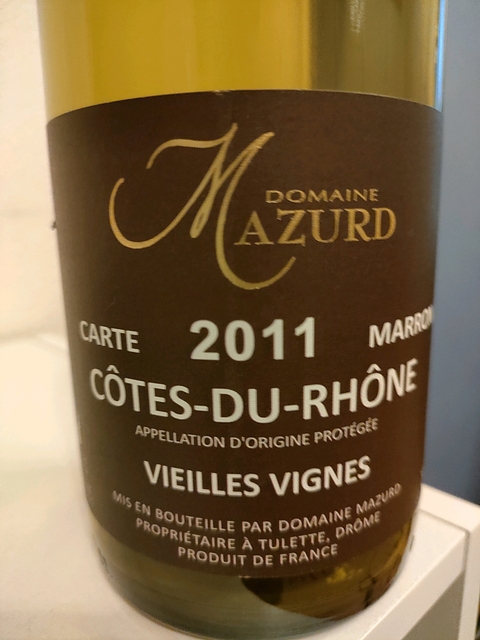 DOMAINE
MAZURD
CARTE 2011 MARRON
CÔTES-DU-RHÔNE
APPELLATION D'ORIGINE PROTÉGÉE
VIEILLES VIGNES
MIS EN BOUTEILLE PAR DOMAINE MAZURD
PROPRIÉTAIRE À TULETTE, DRÔME
PRODUIT DE FRANCE